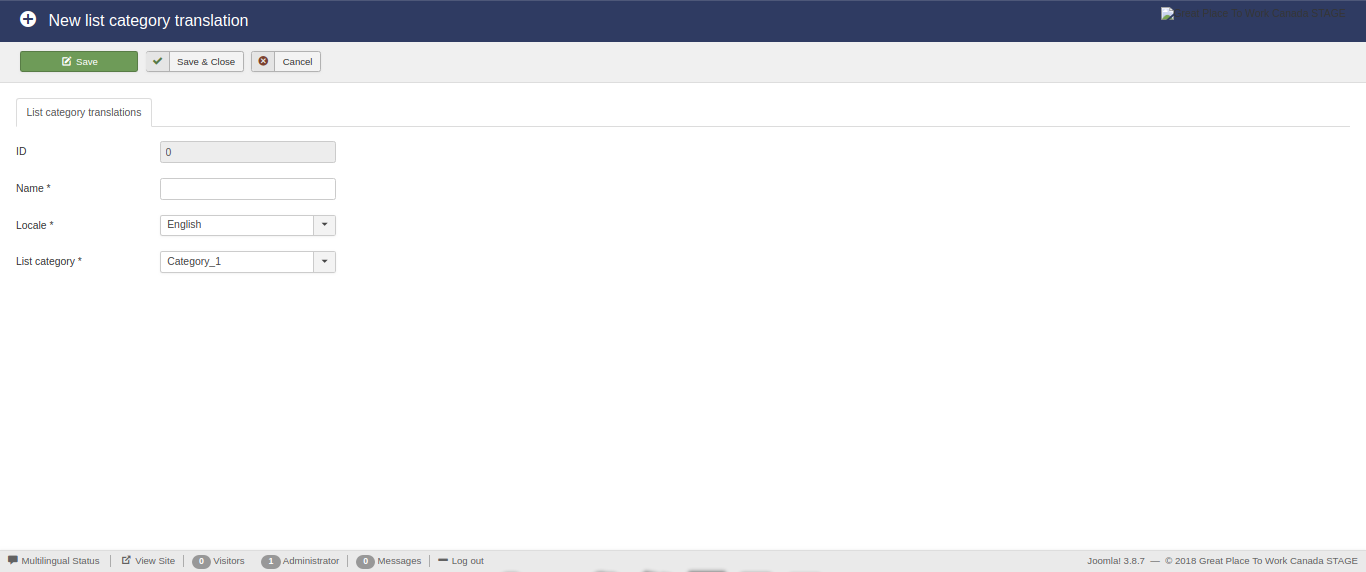 New list category translation
Great Place To Work Canada STAGE
Save
Save & Close
Cancel
List category translations
ID
0
Name *
Locale *
English
List category *
Category_1
Multilingual Status
View Site
0 Visitors
1 Administrator
0 Messages
Log out
Joomla! 3.8.7 — © 2018 Great Place To Work Canada STAGE